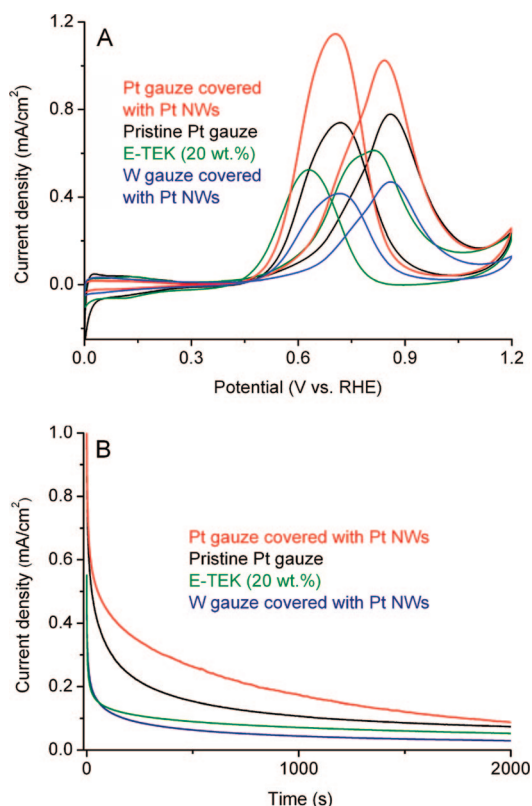 A
1.2
0.8
0.4
0.0
Current density (mA/cm²)
Pt gauze covered
with Pt NWs
Pristine Pt gauze
E-TEK (20 wt.%)
W gauze covered
with Pt NWs
0.0 0.3 0.6 0.9 1.2
Potential (V vs. RHE)
B
1.0
0.8
0.6
0.4
0.2
0.0
Current density (mA/cm²)
Pt gauze covered with Pt NWs
Pristine Pt gauze
E-TEK (20 wt.%)
W gauze covered with Pt NWs
0 1000 2000
Time (s)